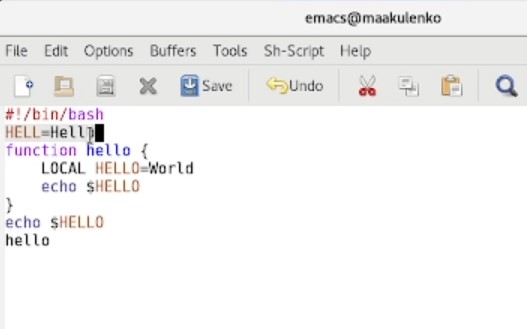 emacs@maakulenko
File Edit Options Buffers Tools Sh-Script Help
Save Undo
#!/bin/bash
HELL=Hello
function hello {
    LOCAL HELLO=World
    echo $HELLO
}
echo $HELLO
hello